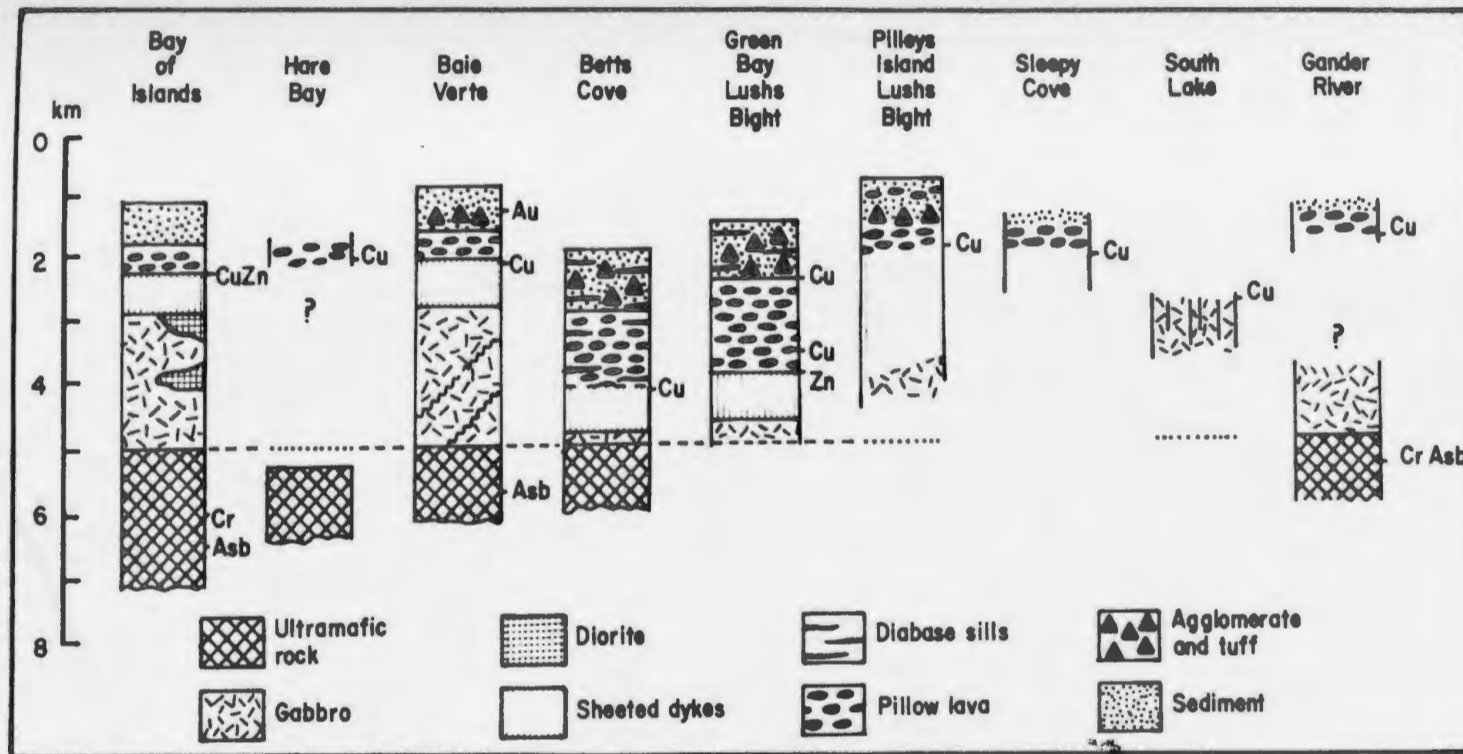 Bay
of
Islands
Hare
Bay
Baie
Verte
Betts
Cove
Green
Bay
Lushs
Bight
Pilleys
Island
Lushs
Bight
Sleepy
Cove
South
Lake
Gander
River
km
0
2
4
6
8
CuZn
Cr
Asb
Cu
?
Au
Cu
Asb
Cu
Cu
Cu
Zn
Cu
Cu
Cu
Cu
?
Cr Asb
Ultramafic
rock
Gabbro
Diorite
Sheeted dykes
Diabase sills
Pillow lava
Agglomerate
and tuff
Sediment